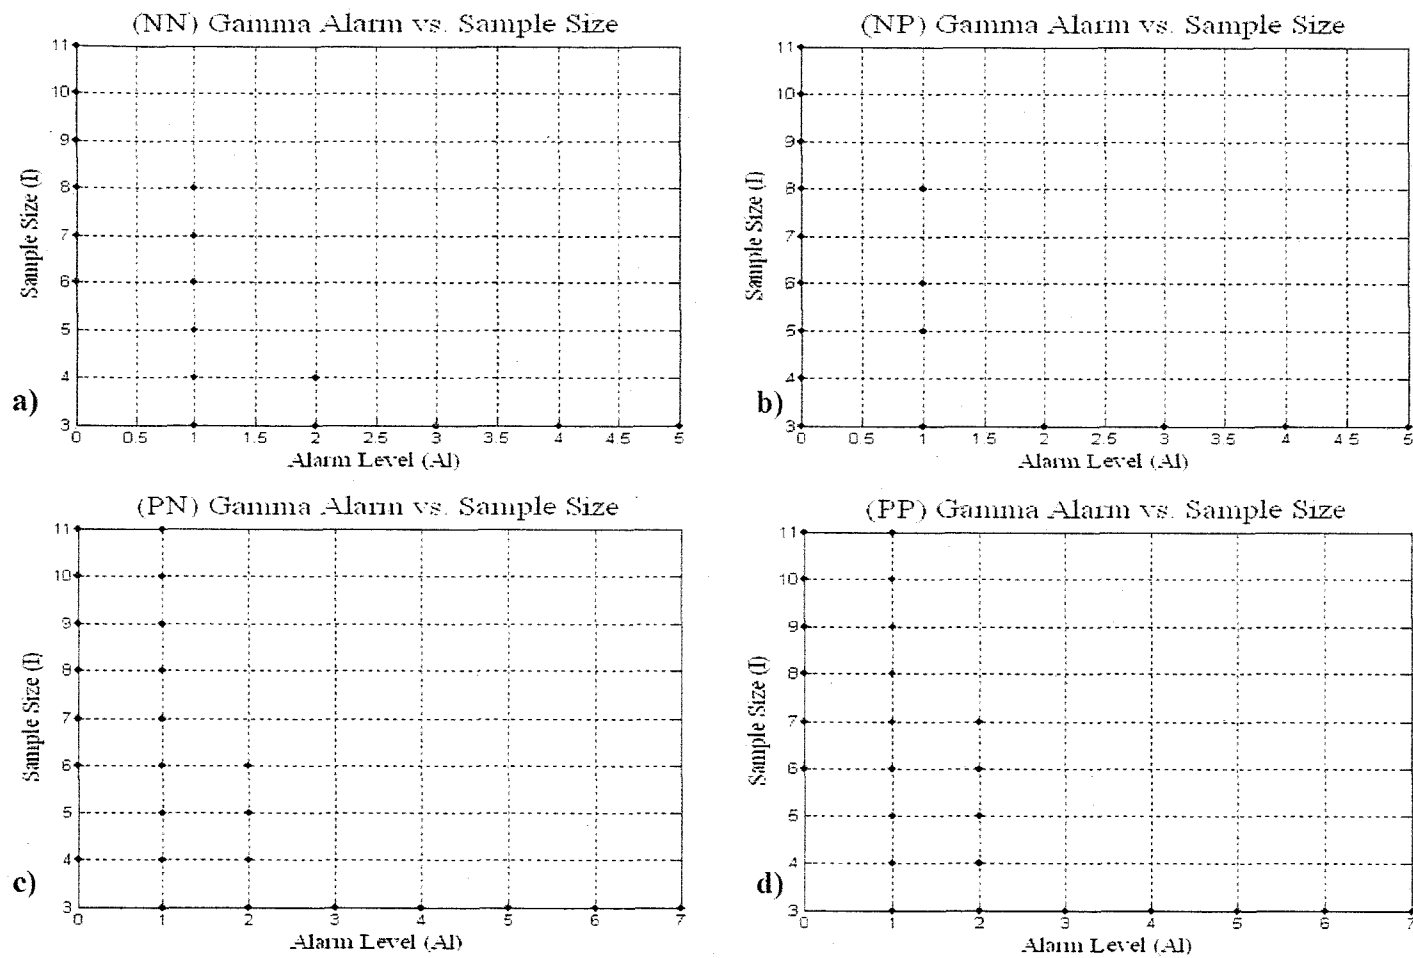 (NN) Gamma Alarm vs. Sample Size
11
10
9
8
7
6
5
4
3
Sample Size (I)
a)
0 0.5 1 1.5 2 2.5 3 3.5 4 4.5 5
Alarm Level (Al)
(NP) Gamma Alarm vs. Sample Size
11
10
9
8
7
6
5
4
3
Sample Size (I)
b)
0 0.5 1 1.5 2 2.5 3 3.5 4 4.5 5
Alarm Level (Al)
(PN) Gamma Alarm vs. Sample Size
11
10
9
8
7
6
5
4
3
Sample Size (I)
c)
0 1 2 3 4 5 6 7
Alarm Level (Al)
(PP) Gamma Alarm vs. Sample Size
11
10
9
8
7
6
5
4
3
Sample Size (I)
d)
0 1 2 3 4 5 6 7
Alarm Level (Al)